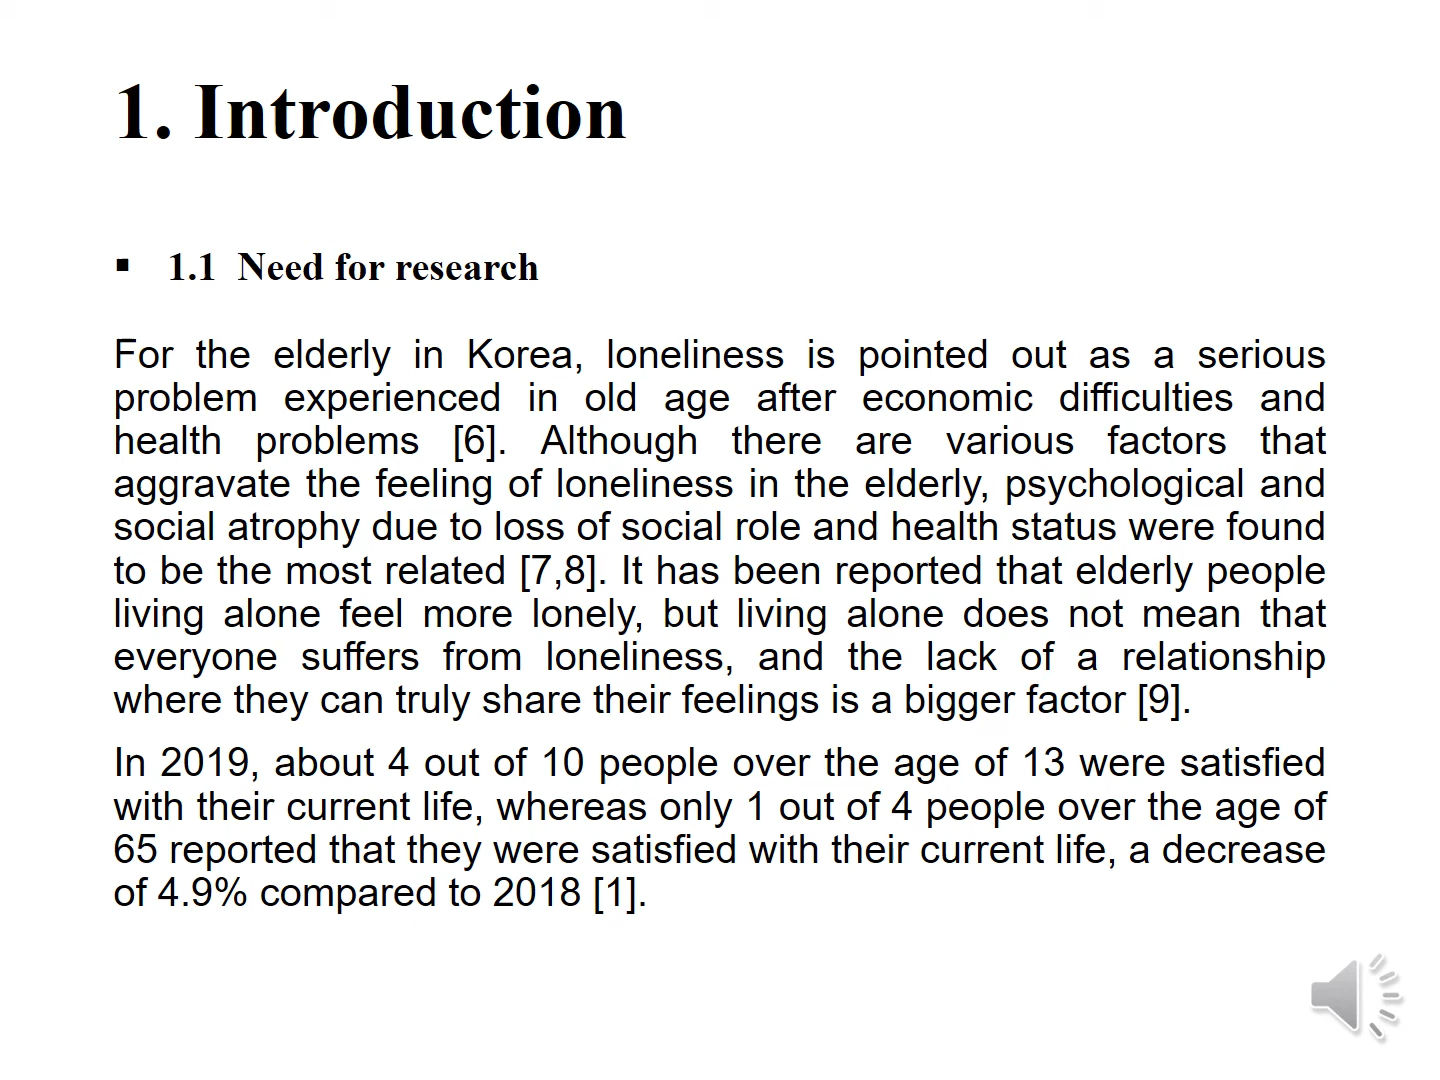 1. Introduction
▪ 1.1 Need for research
For the elderly in Korea, loneliness is pointed out as a serious
problem experienced in old age after economic difficulties and
health problems [6]. Although there are various factors that
aggravate the feeling of loneliness in the elderly, psychological and
social atrophy due to loss of social role and health status were found
to be the most related [7,8]. It has been reported that elderly people
living alone feel more lonely, but living alone does not mean that
everyone suffers from loneliness, and the lack of a relationship
where they can truly share their feelings is a bigger factor [9].
In 2019, about 4 out of 10 people over the age of 13 were satisfied
with their current life, whereas only 1 out of 4 people over the age of
65 reported that they were satisfied with their current life, a decrease
of 4.9% compared to 2018 [1].